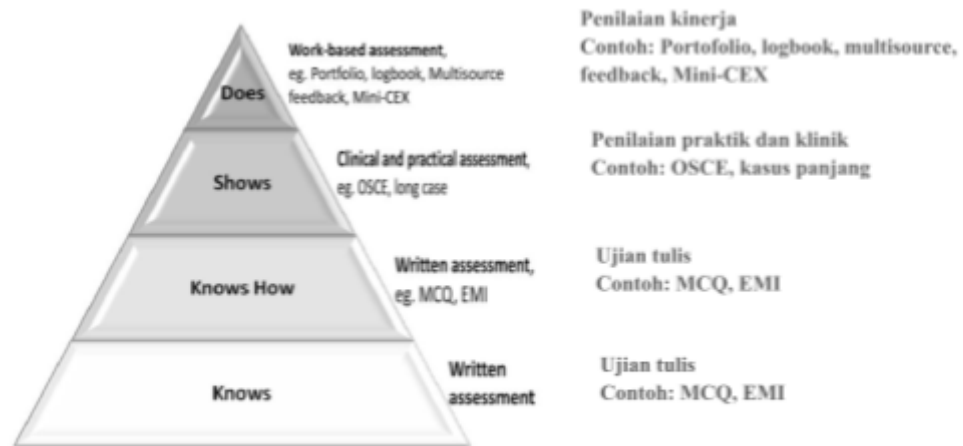 Penilaian kinerja
Contoh: Portofolio, logbook, multisource,
feedback, Mini-CEX
Work-based assessment,
eg. Portfolio, logbook, Multisource
feedback, Mini-CEX
Does
Penilaian praktik dan klinik
Contoh: OSCE, kasus panjang
Clinical and practical assessment,
eg. OSCE, long case
Shows
Ujian tulis
Contoh: MCQ, EMI
Written assessment,
eg. MCQ, EMI
Knows How
Ujian tulis
Contoh: MCQ, EMI
Written
assessment
Knows